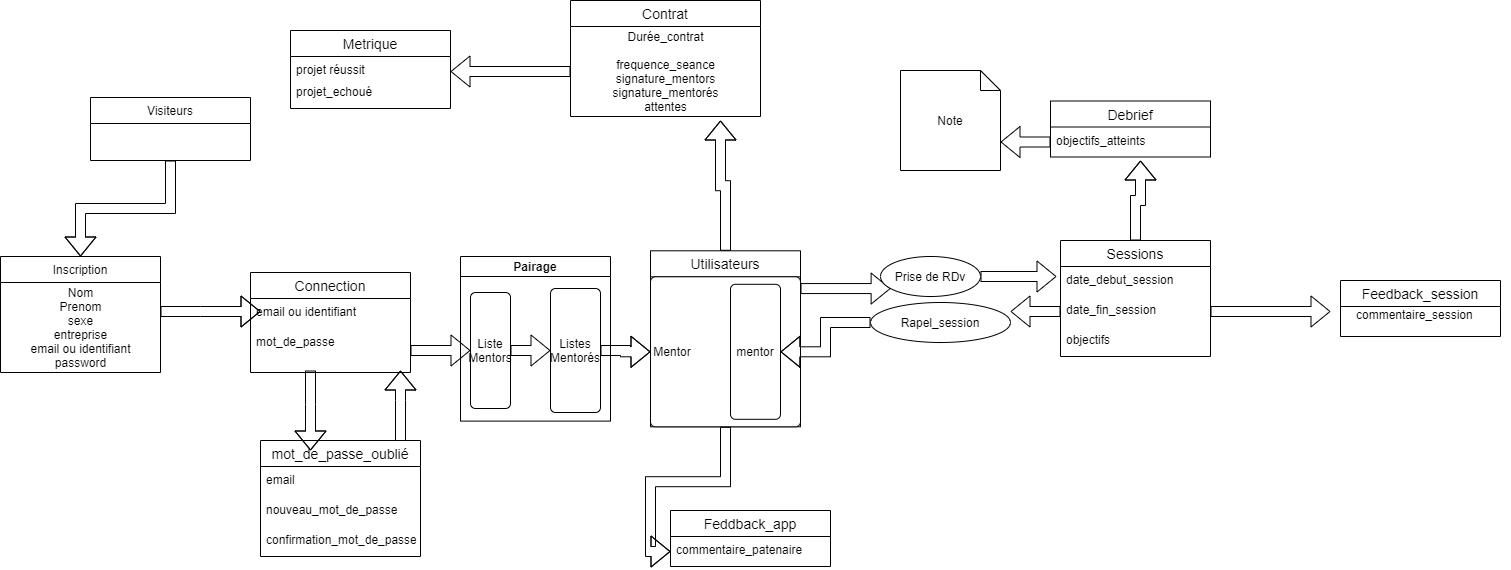 Contrat
Durée_contrat
frequence_seance
signature_mentors
signature_mentorés
attentes
Metrique
projet réussit
projet_echoué
Visiteurs
Note
Debrief
objectifs_atteints
Inscription
Nom
Prenom
sexe
entreprise
email ou identifiant
password
Connection
email ou identifiant
mot_de_passe
Pairage
Liste
Mentors
Listes
Mentorés
Utilisateurs
Mentor
mentor
Prise de RDv
Rapel_session
Sessions
date_debut_session
date_fin_session
objectifs
Feedback_session
commentaire_session
mot_de_passe_oublié
email
nouveau_mot_de_passe
confirmation_mot_de_passe
Feddback_app
commentaire_patenaire